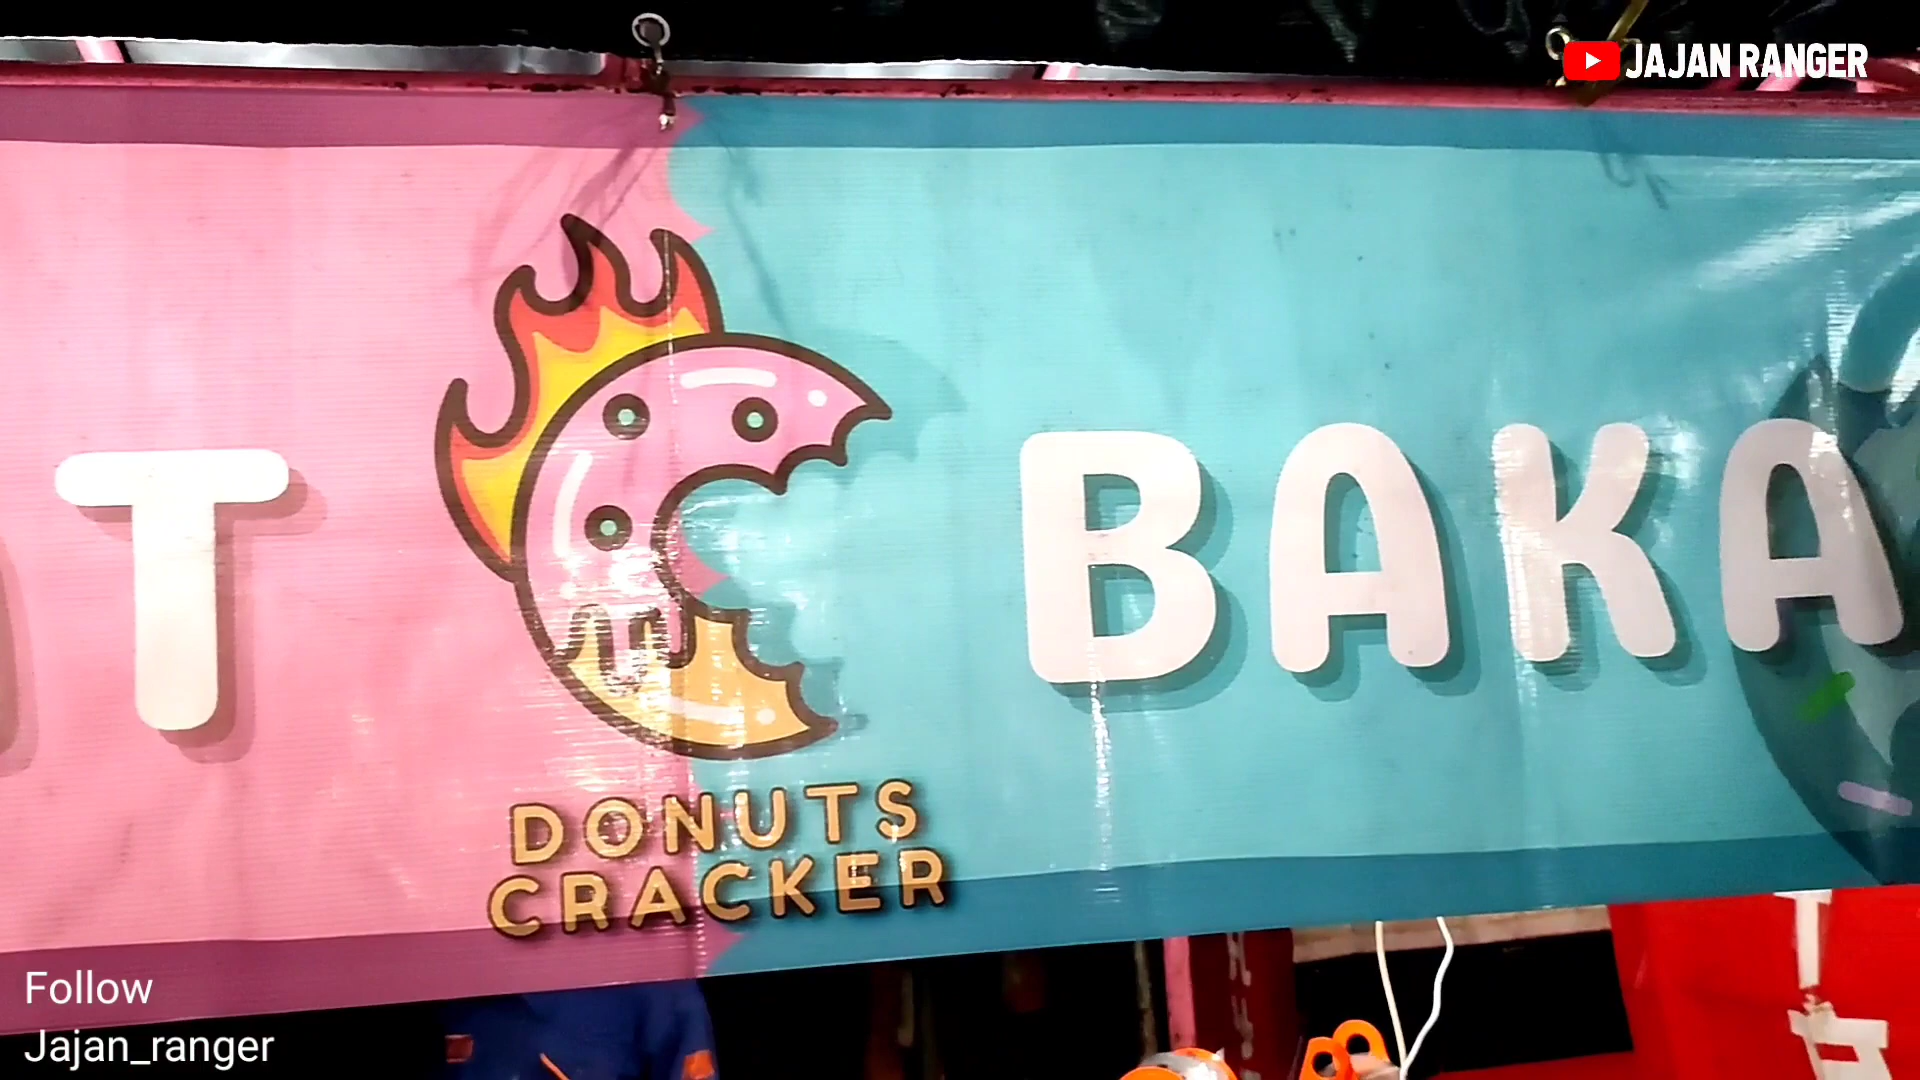 JAJAN RANGER
T BAKA
DONUTS
CRACKER
Follow
Jajan_ranger